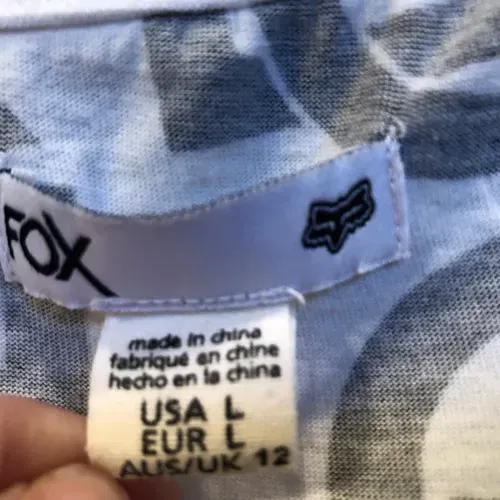 FOX
made in china
fabriqué en chine
hecho en la china
USA L
EUR L
AUS/UK 12